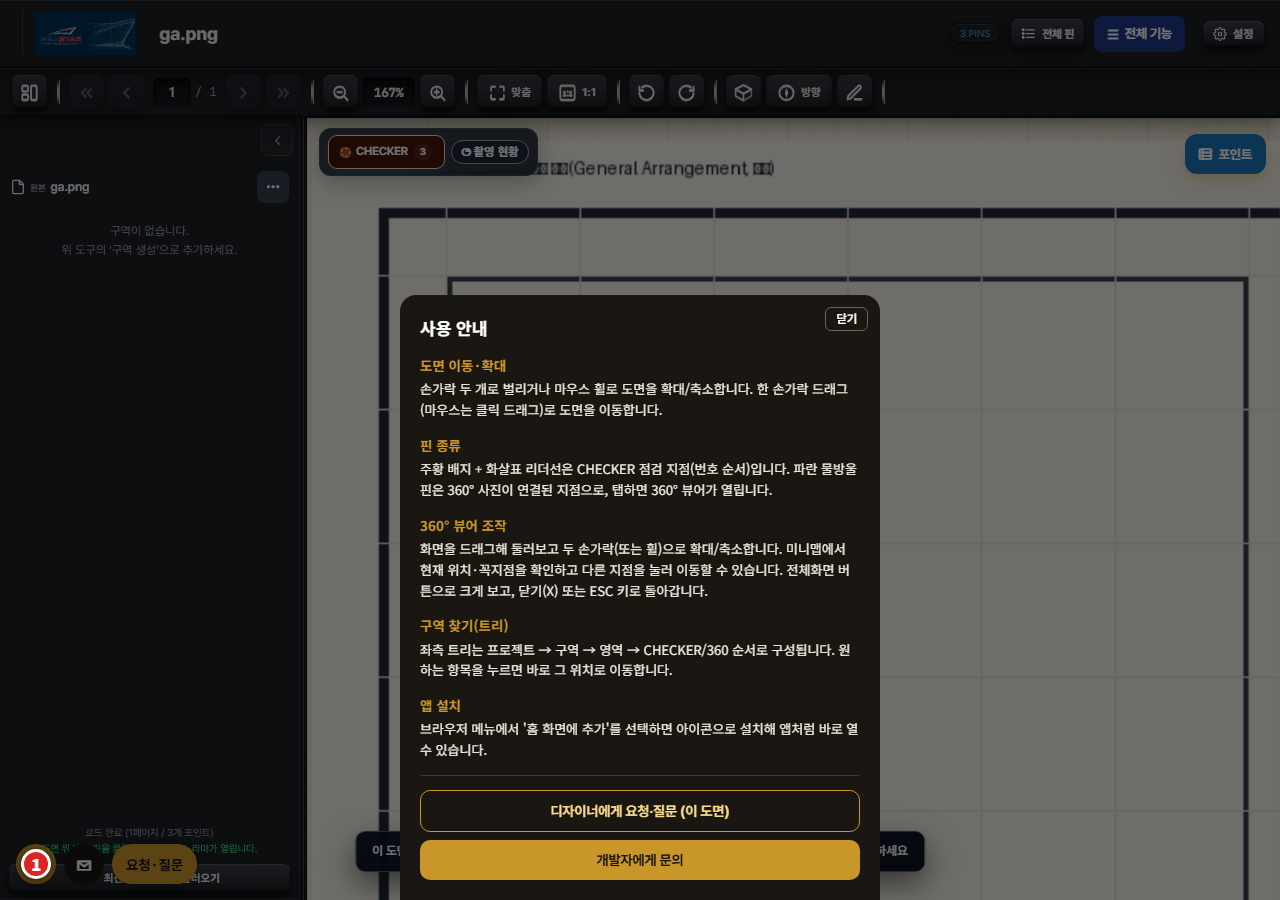 ga.png
3 PINS
전체 핀
전체 기능
설정
1 / 1
167%
맞춤
1:1
방향
CHECKER 3
촬영 현황
(General Arrangement,
포인트
원본 ga.png
구역이 없습니다.
위 도구의 '구역 생성'으로 추가하세요.
사용 안내
닫기
도면 이동·확대
손가락 두 개로 벌리거나 마우스 휠로 도면을 확대/축소합니다. 한 손가락 드래그
(마우스는 클릭 드래그)로 도면을 이동합니다.
핀 종류
주황 배지 + 화살표 리더선은 CHECKER 점검 지점(번호 순서)입니다. 파란 물방울
핀은 360° 사진이 연결된 지점으로, 탭하면 360° 뷰어가 열립니다.
360° 뷰어 조작
화면을 드래그해 둘러보고 두 손가락(또는 휠)으로 확대/축소합니다. 미니맵에서
현재 위치·꼭지점을 확인하고 다른 지점을 눌러 이동할 수 있습니다. 전체화면 버
튼으로 크게 보고, 닫기(X) 또는 ESC 키로 돌아갑니다.
구역 찾기(트리)
좌측 트리는 프로젝트 → 구역 → 영역 → CHECKER/360 순서로 구성됩니다. 원
하는 항목을 누르면 바로 그 위치로 이동합니다.
앱 설치
브라우저 메뉴에서 '홈 화면에 추가'를 선택하면 아이콘으로 설치해 앱처럼 바로 열
수 있습니다.
디자이너에게 요청·질문 (이 도면)
개발자에게 문의
로드 완료 (1페이지 / 3개 포인트)
라마가 열립니다.
1
요청·질문
이 도
하세요